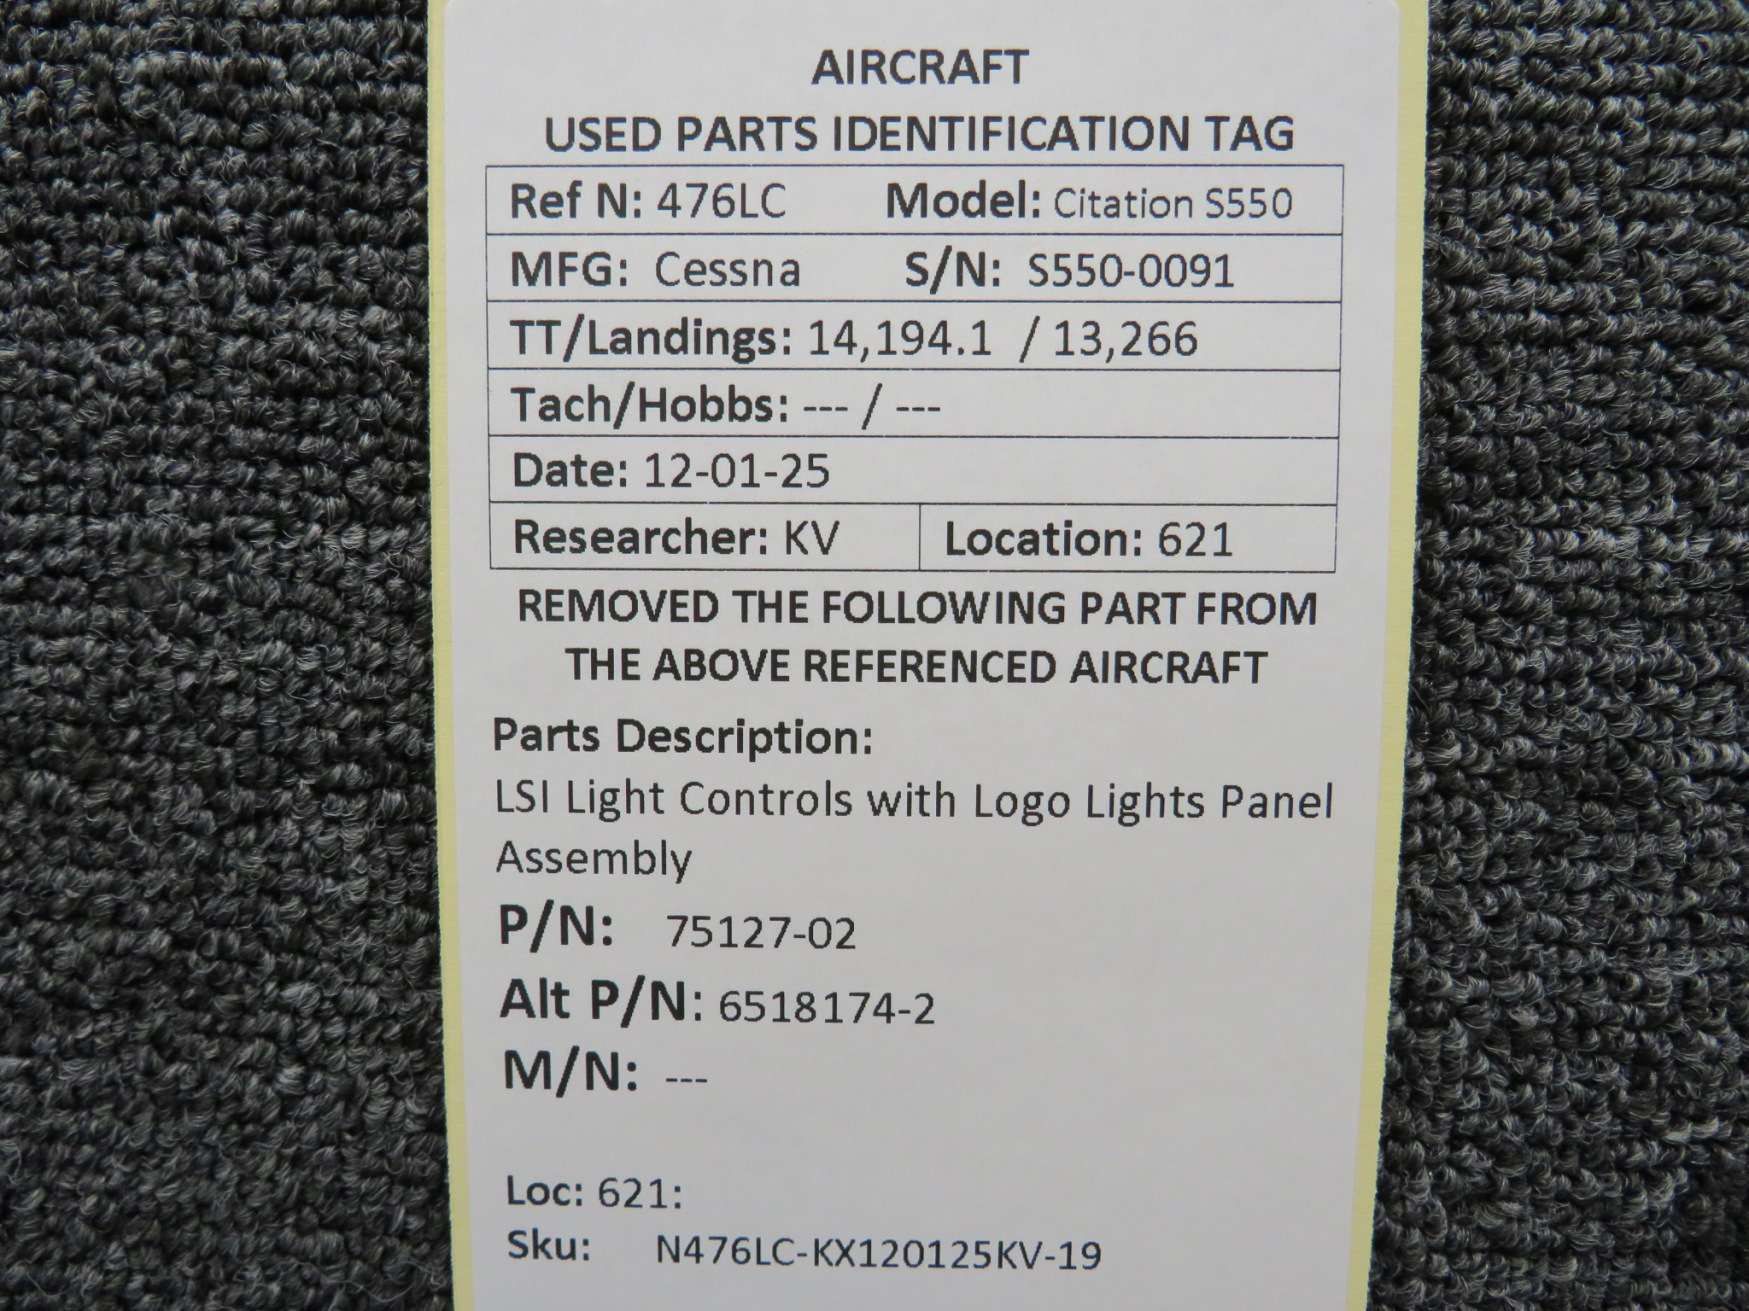 AIRCRAFT
USED PARTS IDENTIFICATION TAG
Ref N: 476LC Model: Citation S550
MFG: Cessna S/N: S550-0091
TT/Landings: 14,194.1 / 13,266
Tach/Hobbs: --- / ---
Date: 12-01-25
Researcher: KV Location: 621
REMOVED THE FOLLOWING PART FROM
THE ABOVE REFERENCED AIRCRAFT
Parts Description:
LSI Light Controls with Logo Lights Panel
Assembly
P/N: 75127-02
Alt P/N: 6518174-2
M/N: ---
Loc: 621:
Sku: N476LC-KX120125KV-19